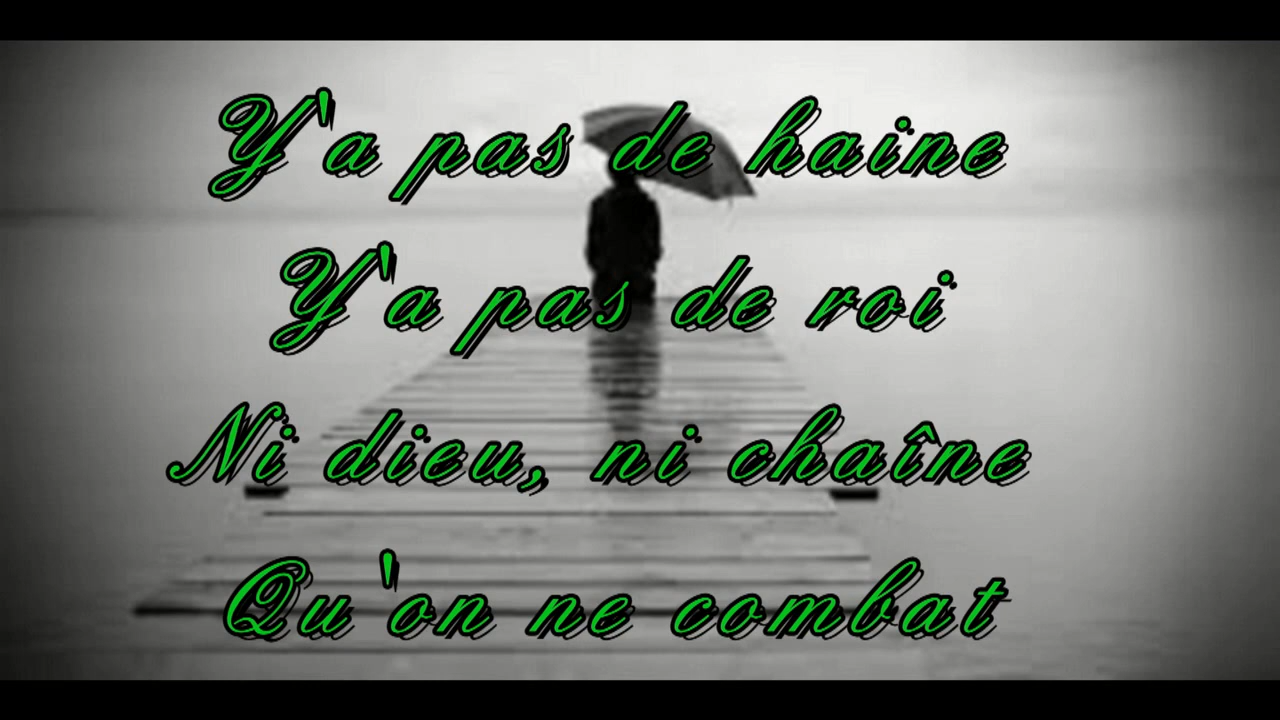 Y'a pas de haine
Y'a pas de roi
Ni dieu, ni chaîne
Qu'on ne combat